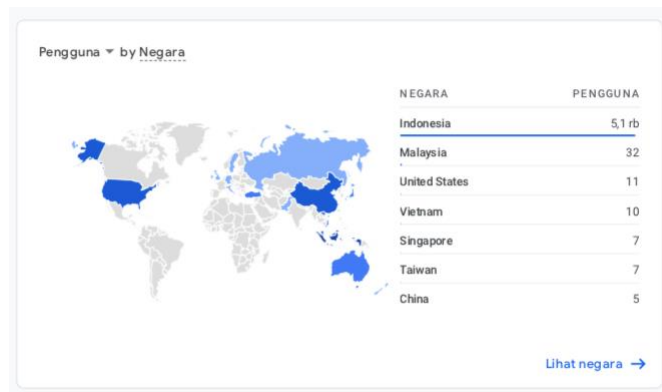 Pengguna by Negara
NEGARA PENGGUNA
Indonesia 5,1 rb
Malaysia 32
United States 11
Vietnam 10
Singapore 7
Taiwan 7
China 5
Lihat negara →